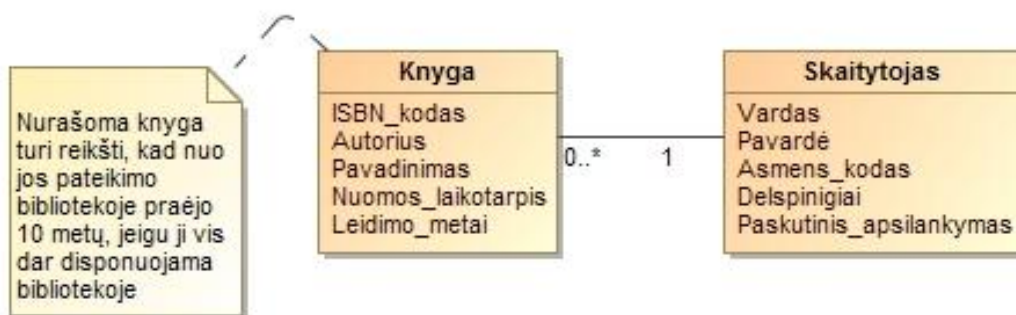 Nurašoma knyga
turi reikšti, kad nuo
jos pateikimo
bibliotekoje praėjo
10 metų, jeigu ji vis
dar disponuojama
bibliotekoje
Knyga
ISBN_kodas
Autorius
Pavadinimas
Nuomos_laikotarpis
Leidimo_metai
0..*
1
Skaitytojas
Vardas
Pavardė
Asmens_kodas
Delspinigiai
Paskutinis_apsilankymas